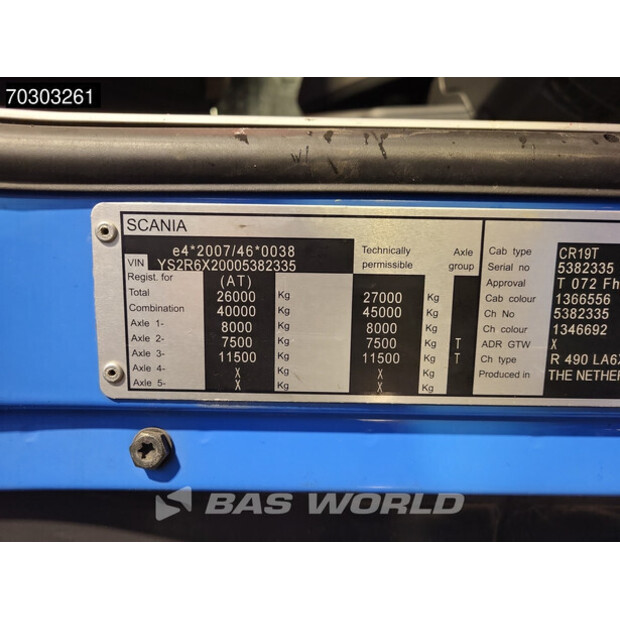 70303261
SCANIA
e4*2007/46*0038
VIN YS2R6X20005382335
Technically permissible
Axle group
Regist. for (AT)
Total 26000 Kg 27000 Kg
Combination 40000 Kg 45000 Kg
Axle 1- 8000 Kg 8000 Kg
Axle 2- 7500 Kg 7500 Kg T
Axle 3- 11500 Kg 11500 Kg T
Axle 4- X Kg X Kg
Axle 5- X Kg X Kg
Cab type CR19T
Serial no 5382335
Approval T 072 Fh
Cab colour 1366556
Ch No 5382335
Ch colour 1346692
ADR GTW X
Ch type R 490 LA6X
Produced in THE NETHER
BAS WORLD